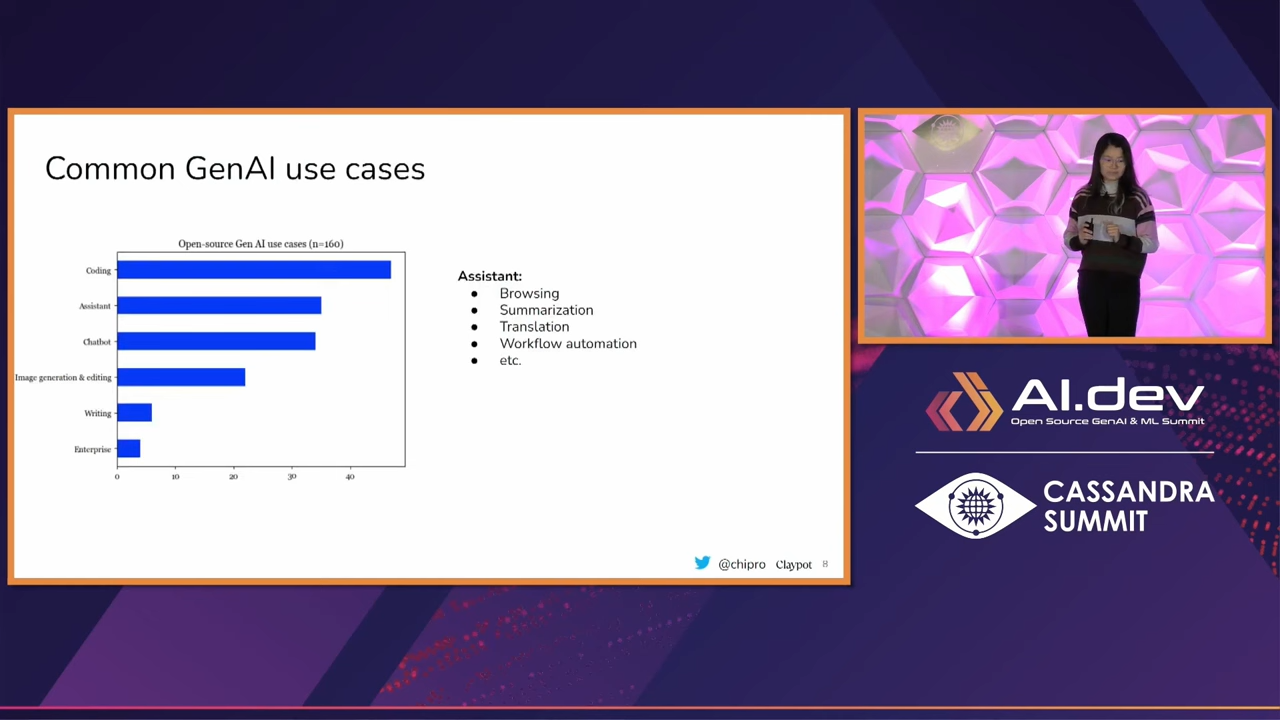 Common GenAI use cases
Open-source Gen AI use cases (n=160)
Coding
Assistant
Chatbot
Image generation & editing
Writing
Enterprise
0 10 20 30 40
Assistant:
● Browsing
● Summarization
● Translation
● Workflow automation
● etc.
@chipro Claypot 8
AI.dev
Open Source GenAI & ML Summit
CASSANDRA
SUMMIT